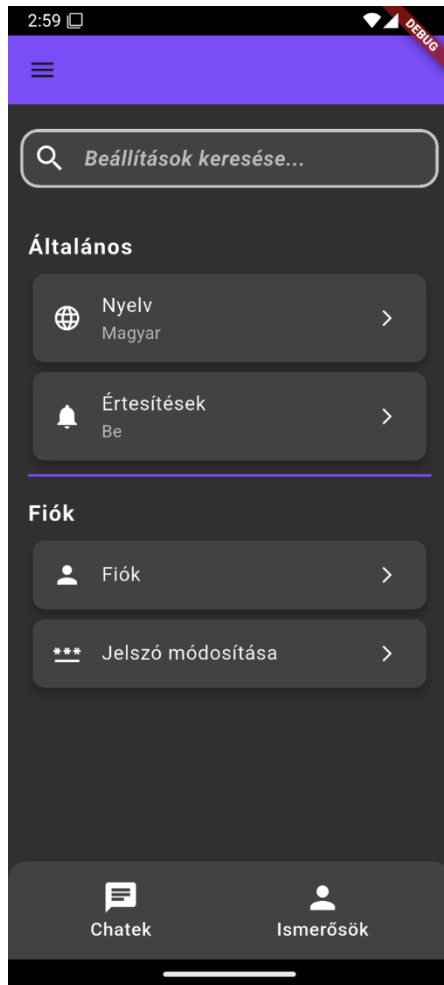 2:59
DEBUG
Beállítások keresése...
Általános
Nyelv
Magyar
Értesítések
Be
Fiók
Fiók
*** Jelszó módosítása
Chatek
Ismerősök